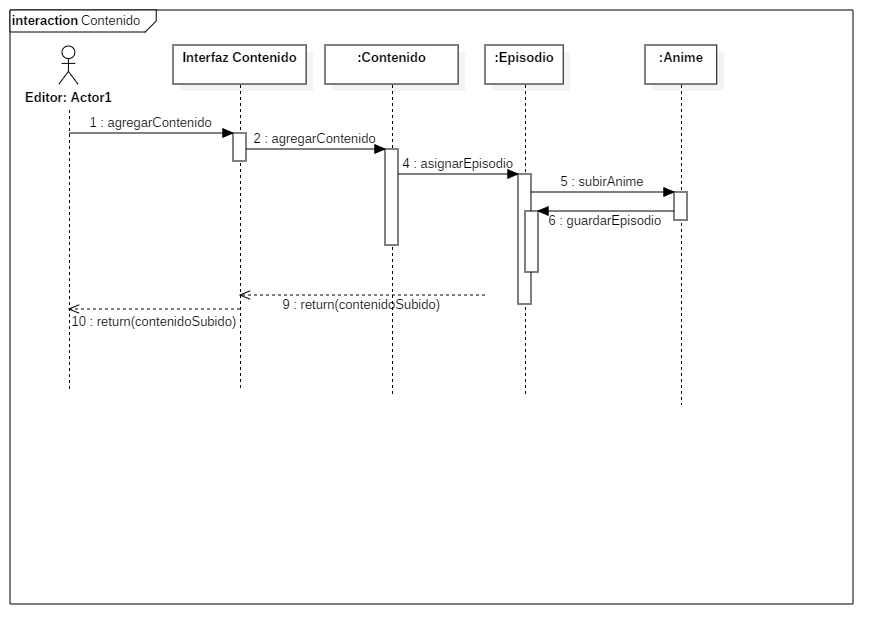 interaction Contenido
Editor: Actor1
Interfaz Contenido
:Contenido
:Episodio
:Anime
1 : agregarContenido
2 : agregarContenido
4 : asignarEpisodio
5 : subirAnime
6 : guardarEpisodio
9 : return(contenidoSubido)
10 : return(contenidoSubido)